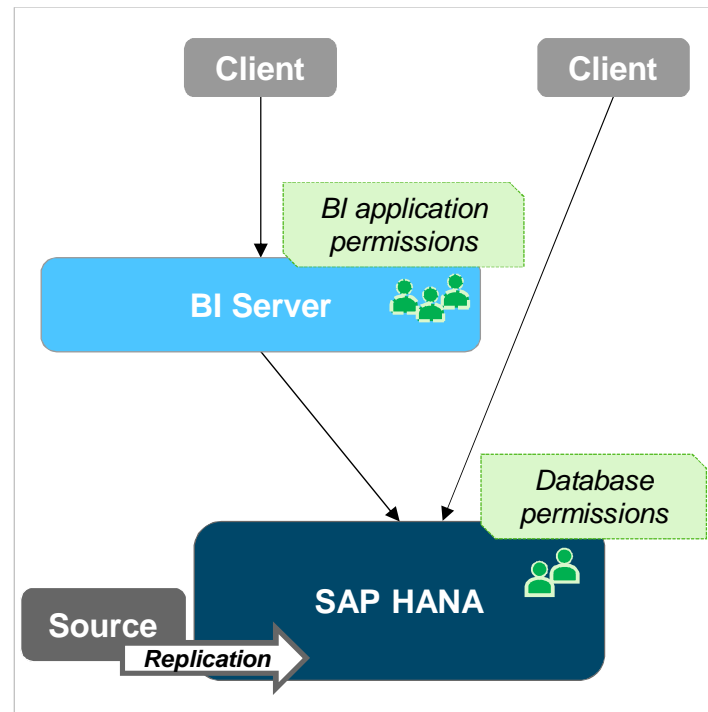 Client
Client
BI application
permissions
BI Server
Database
permissions
SAP HANA
Source
Replication